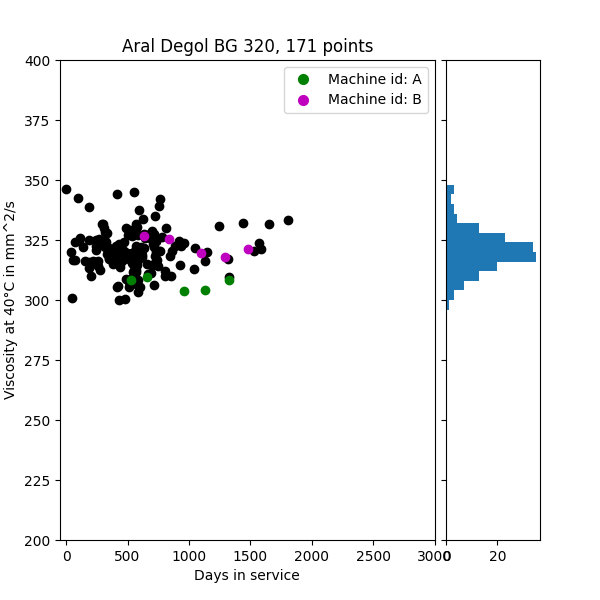 Aral Degol BG 320, 171 points
Machine id: A
Machine id: B
Viscosity at 40°C in mm^2/s
400
375
350
325
300
275
250
225
200
0 500 1000 1500 2000 2500 3000
0 20
Days in service